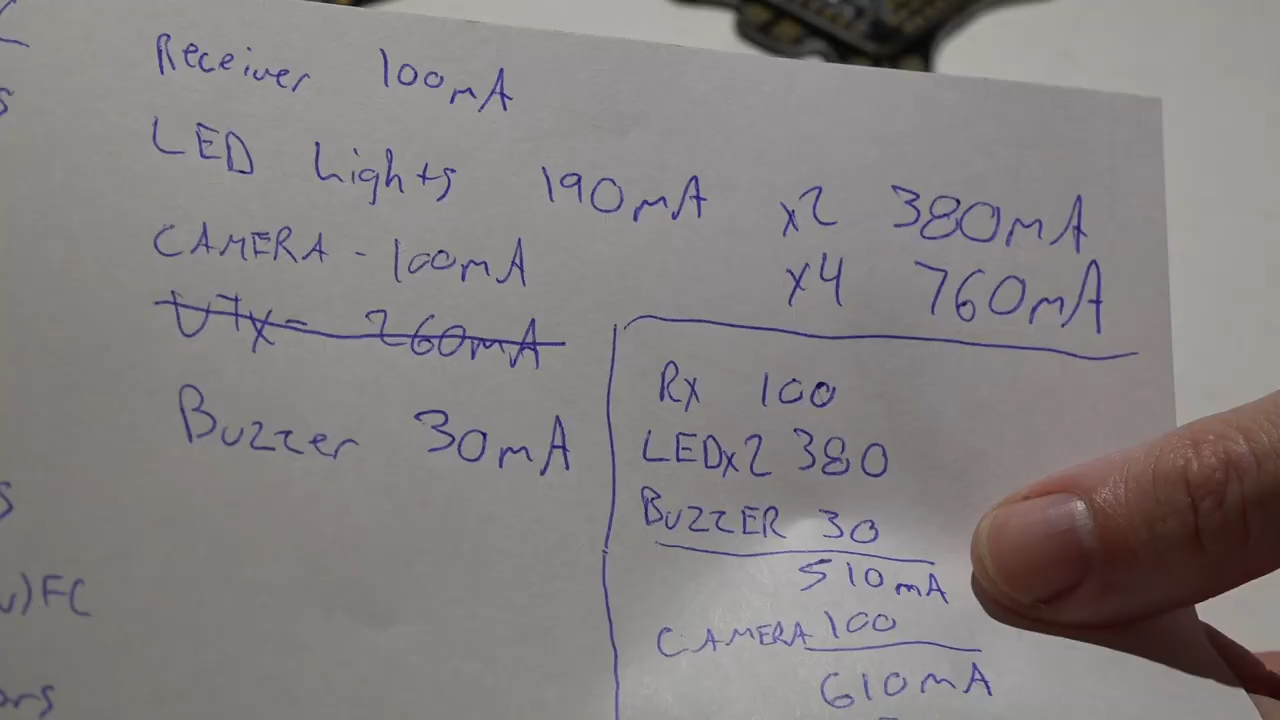 Receiver 100mA
LED Lights 190mA x2 380mA
x4 760mA
CAMERA - 100mA
VTx - 260mA
Buzzer 30mA
Rx 100
LEDx2 380
BUZZER 30
510mA
CAMERA 100
610mA
)FC